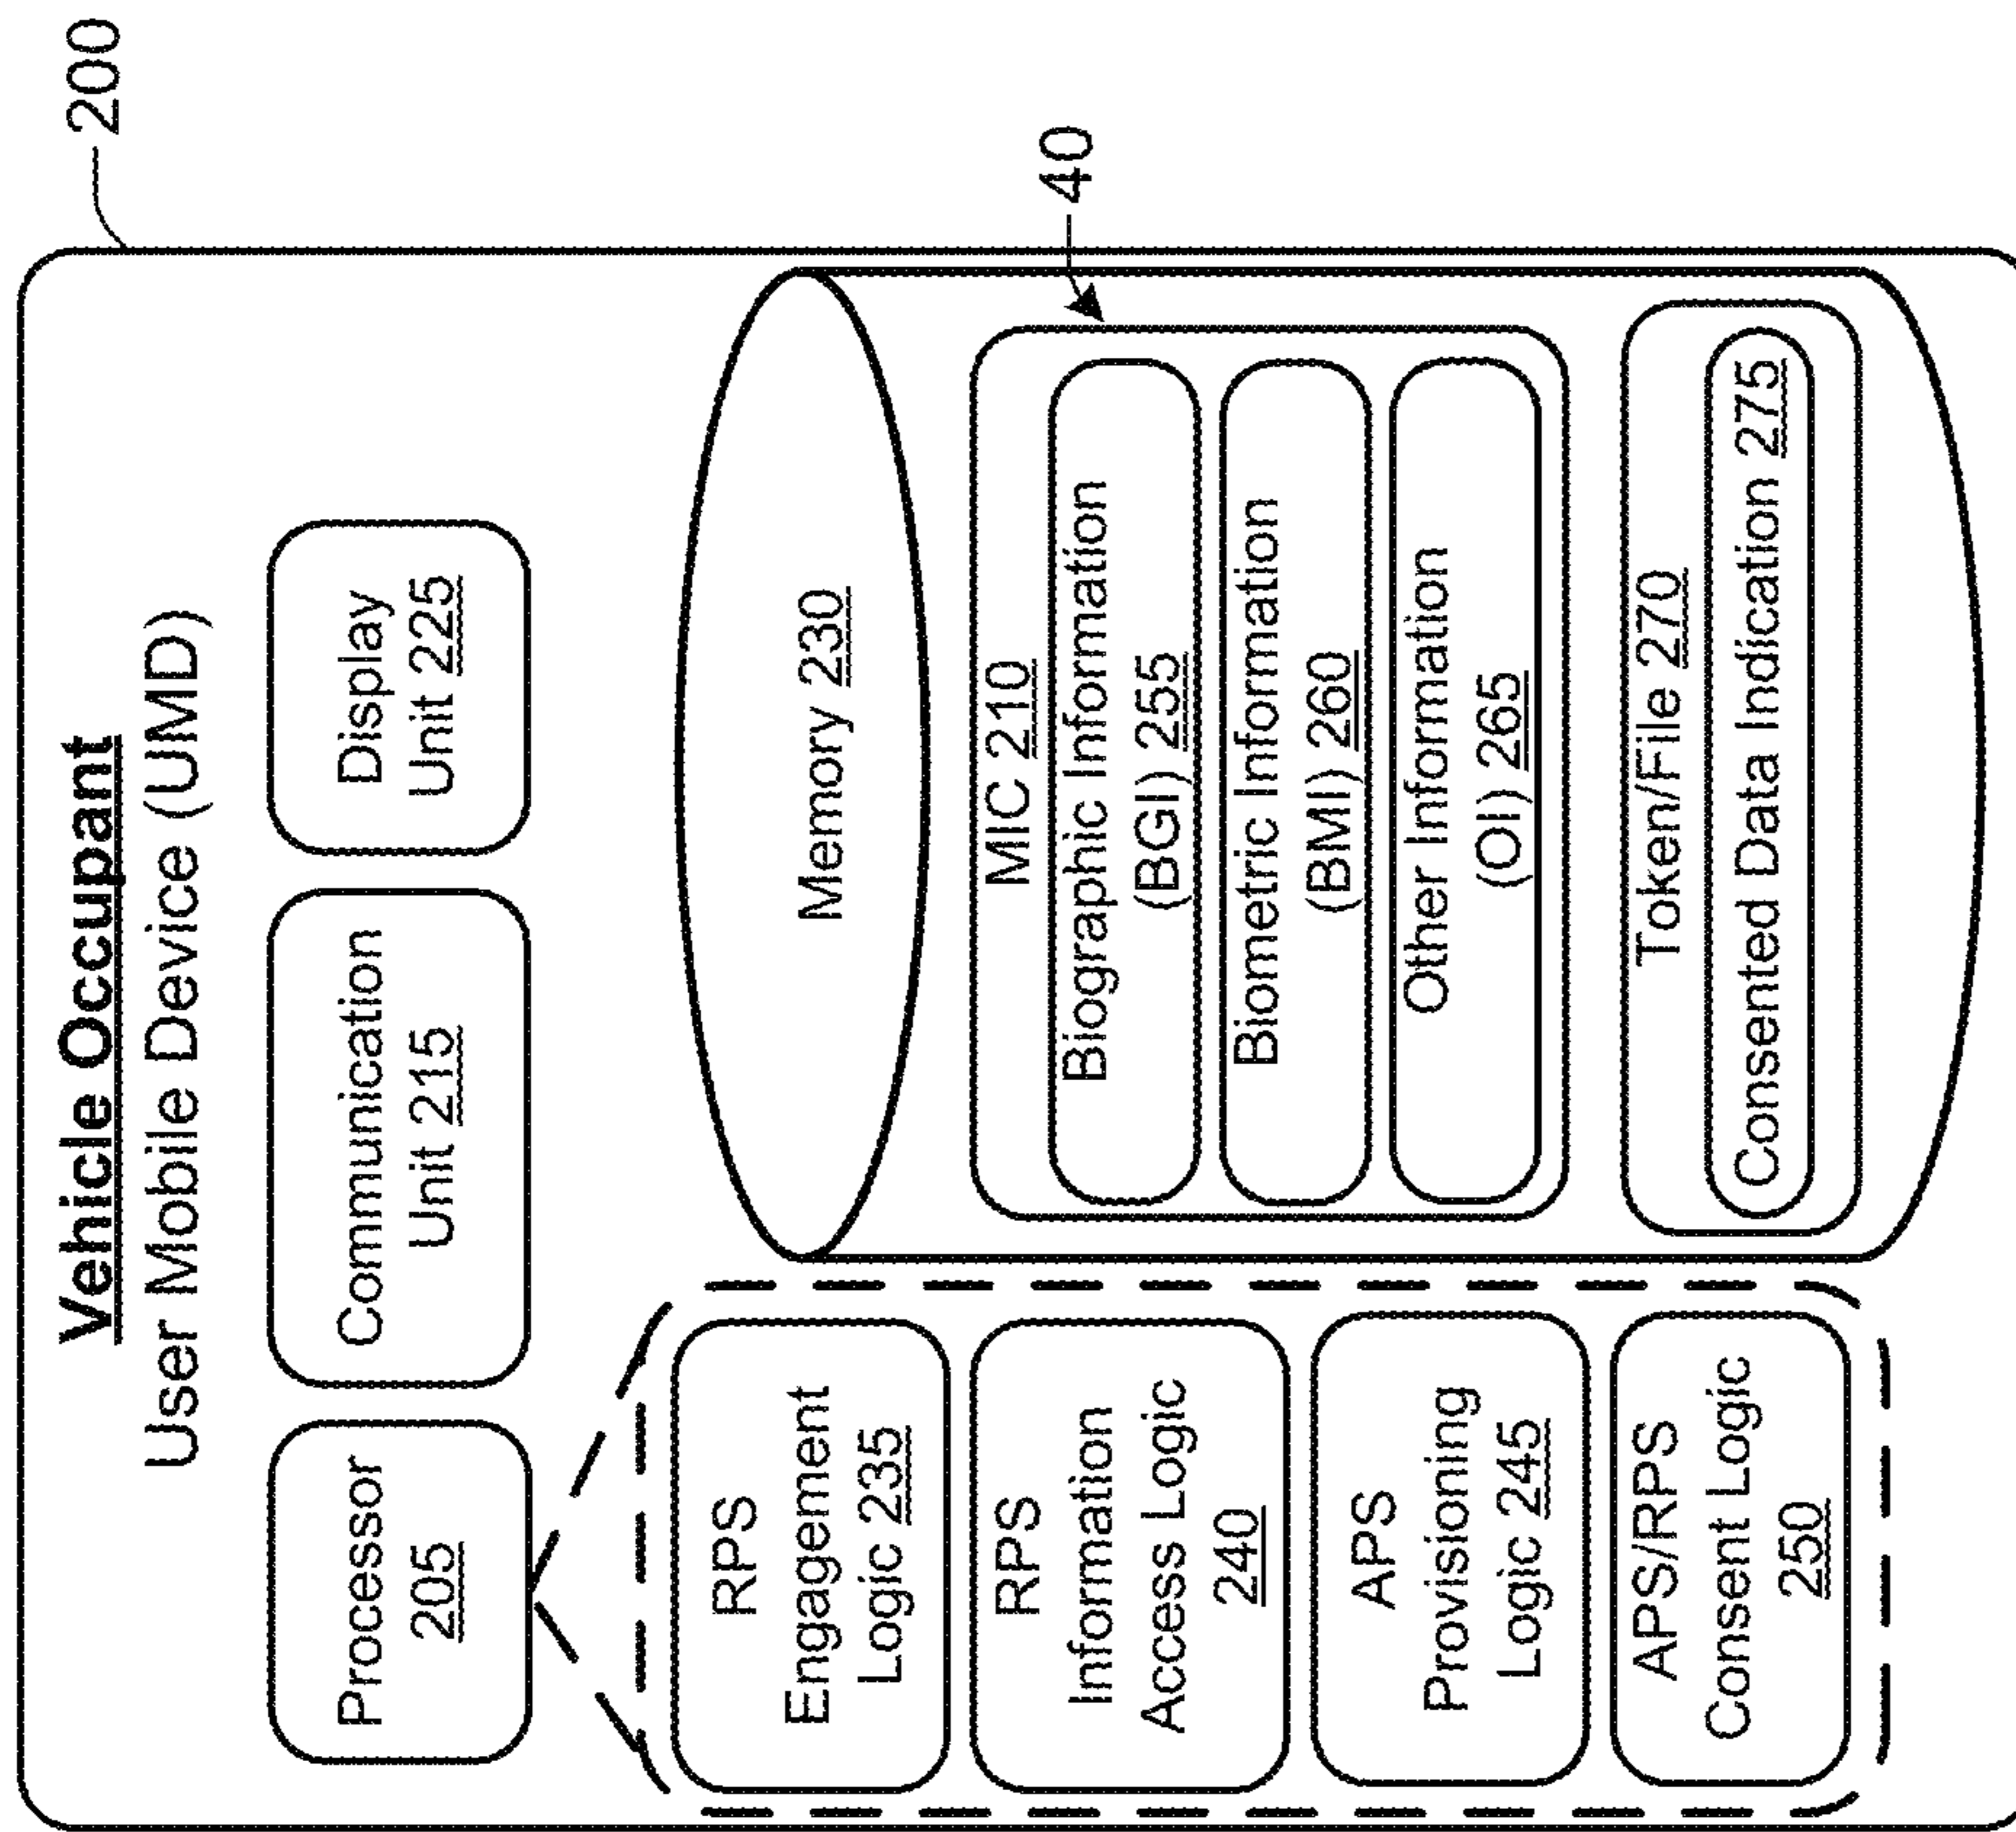 Vehicle Occupant
User Mobile Device (UMD)
200
Processor
205
Communication
Unit 215
Display
Unit 225
RPS
Engagement
Logic 235
RPS
Information
Access Logic
240
APS
Provisioning
Logic 245
APS/RPS
Consent Logic
250
Memory 230
40
MIC 210
Biographic Information
(BGI) 255
Biometric Information
(BMI) 260
Other Information
(OI) 265
Token/File 270
Consented Data Indication 275